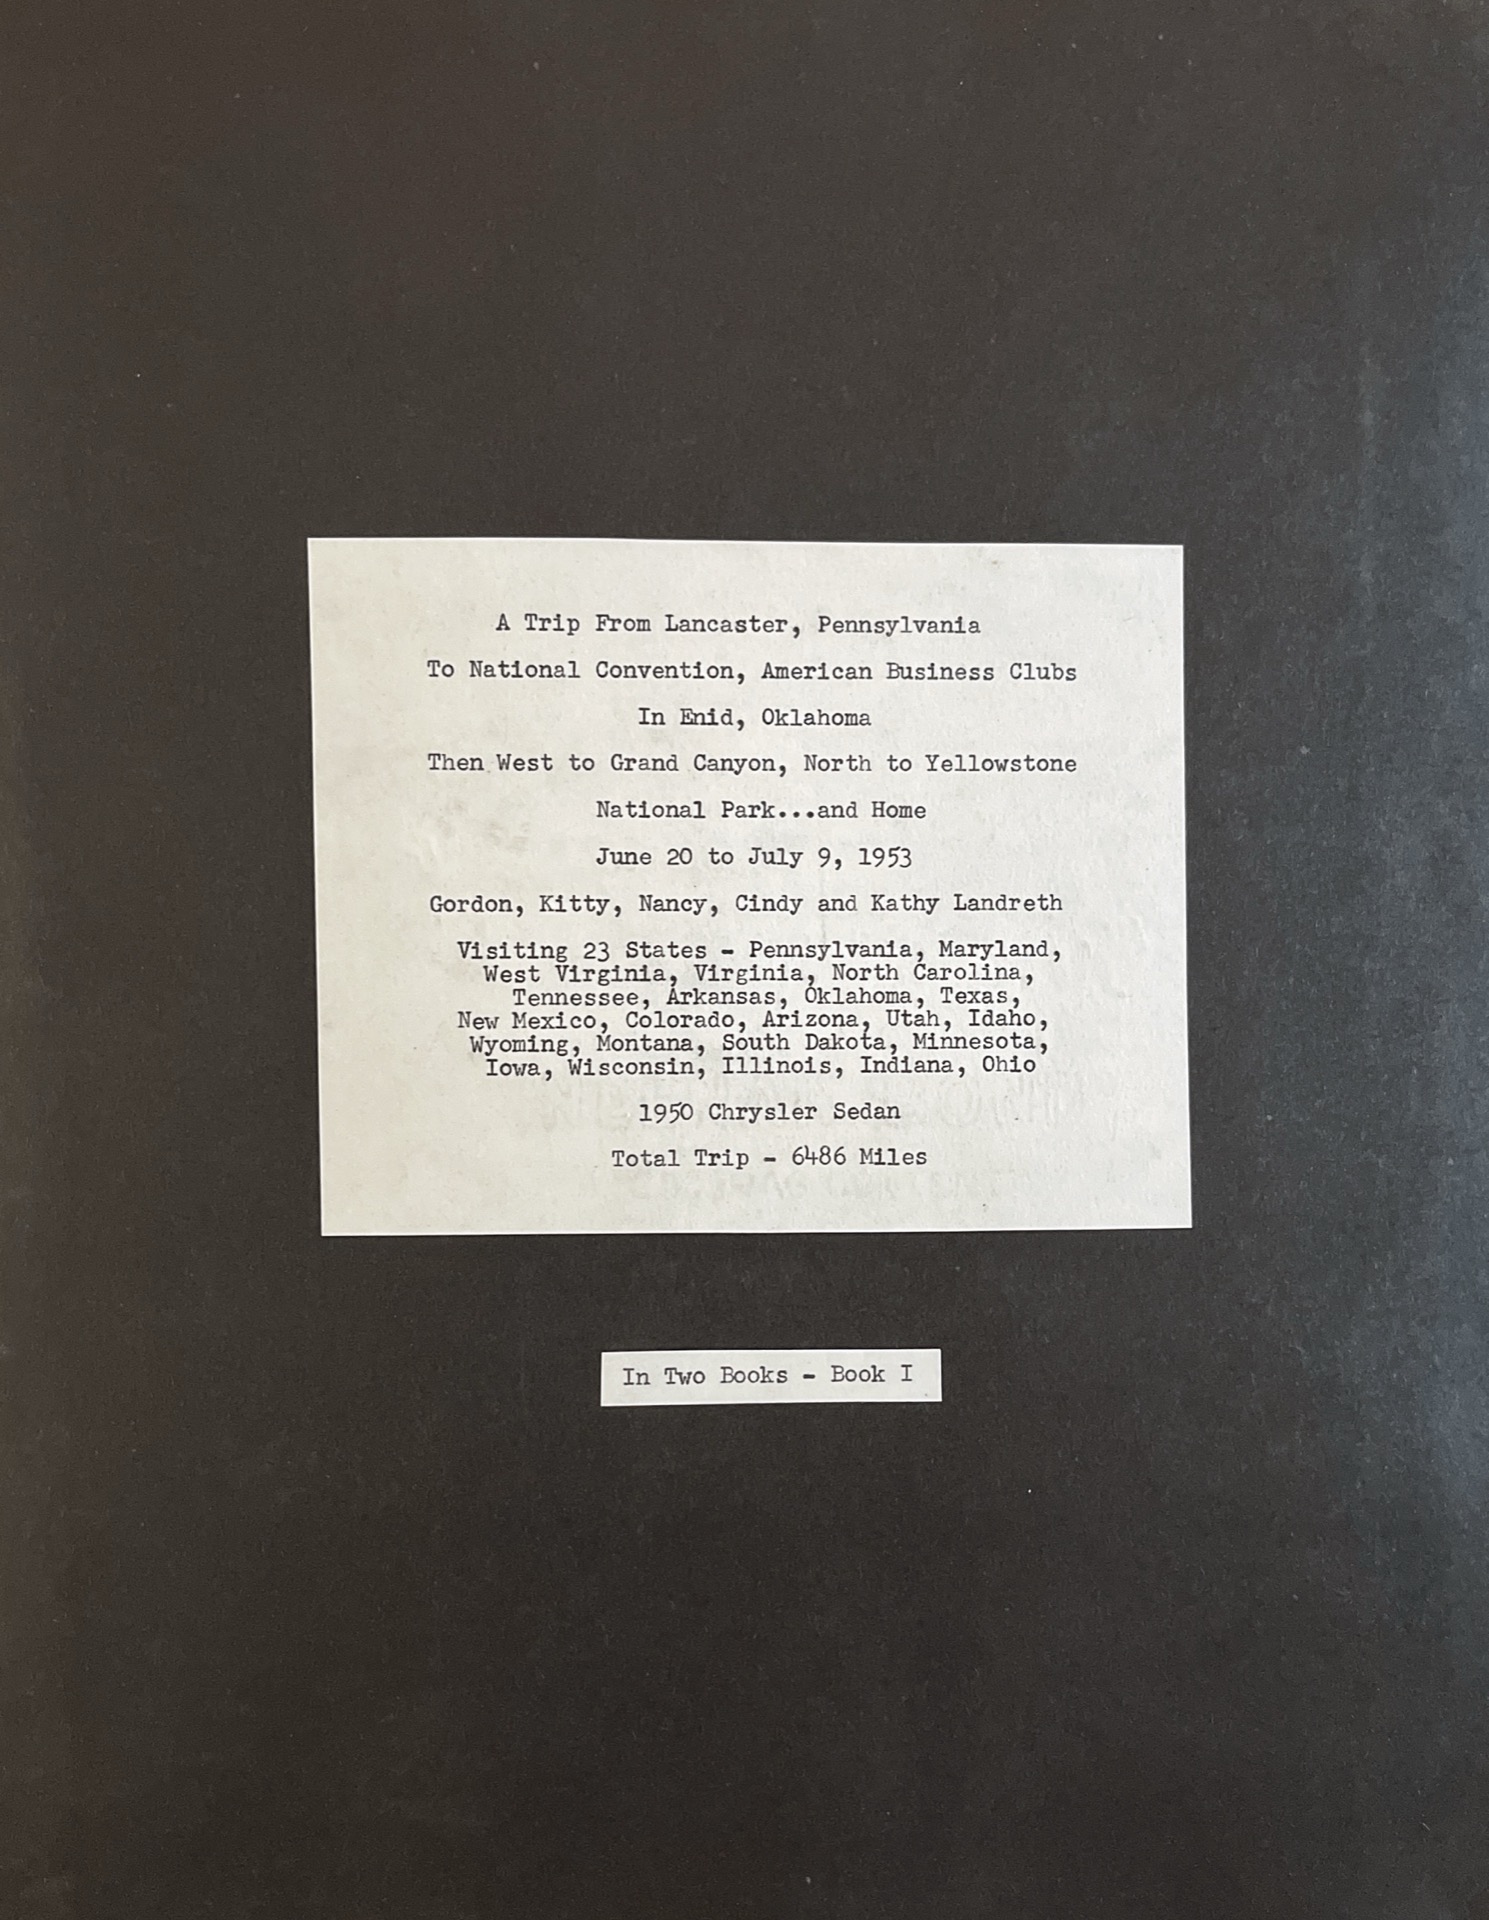 A Trip From Lancaster, Pennsylvania
To National Convention, American Business Clubs
In Enid, Oklahoma
Then West to Grand Canyon, North to Yellowstone
National Park...and Home
June 20 to July 9, 1953
Gordon, Kitty, Nancy, Cindy and Kathy Landreth
Visiting 23 States - Pennsylvania, Maryland,
West Virginia, Virginia, North Carolina,
Tennessee, Arkansas, Oklahoma, Texas,
New Mexico, Colorado, Arizona, Utah, Idaho,
Wyoming, Montana, South Dakota, Minnesota,
Iowa, Wisconsin, Illinois, Indiana, Ohio
1950 Chrysler Sedan
Total Trip - 6486 Miles
In Two Books - Book I